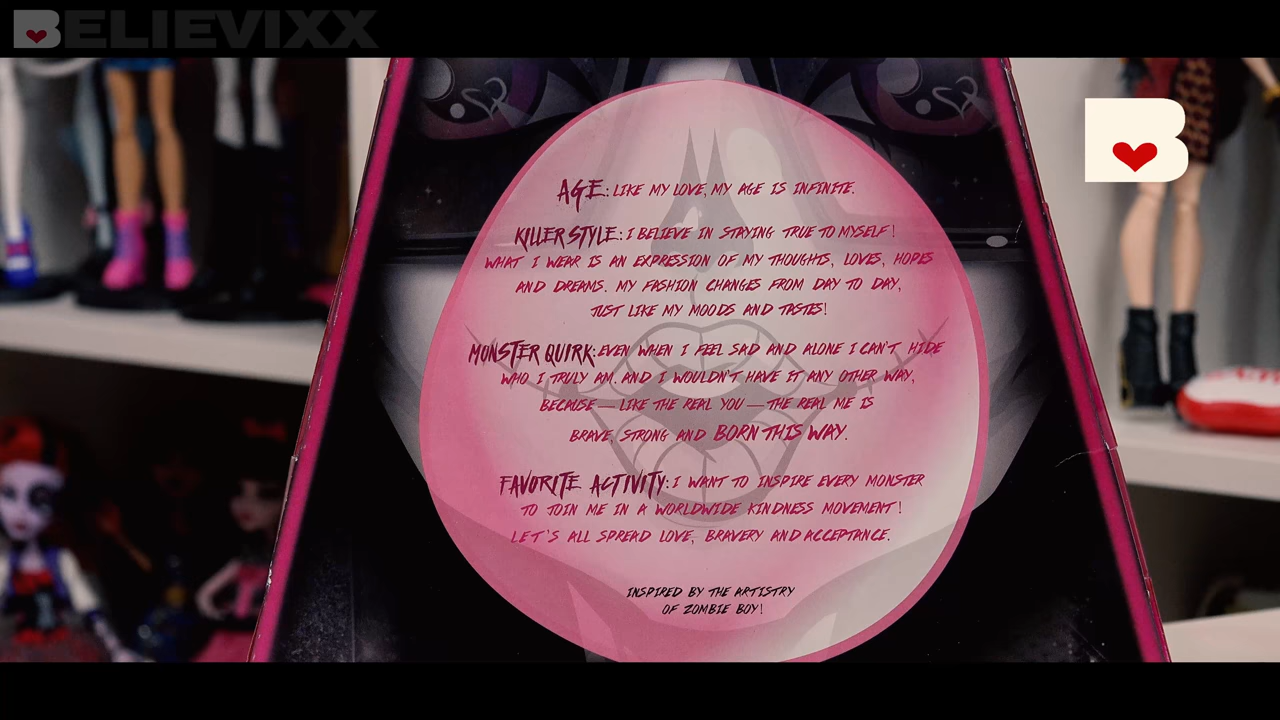 BELIEVIXX
B
AGE: LIKE MY LOVE, MY AGE IS INFINITE.
KILLER STYLE: I BELIEVE IN STAYING TRUE TO MYSELF!
WHAT I WEAR IS AN EXPRESSION OF MY THOUGHTS, LOVES, HOPES
AND DREAMS. MY FASHION CHANGES FROM DAY TO DAY,
JUST LIKE MY MOODS AND TASTES!
MONSTER QUIRK: EVEN WHEN I FEEL SAD AND ALONE I CAN'T HIDE
WHO I TRULY AM. AND I WOULDN'T HAVE IT ANY OTHER WAY,
BECAUSE — LIKE THE REAL YOU — THE REAL ME IS
BRAVE, STRONG AND BORN THIS WAY.
FAVORITE ACTIVITY: I WANT TO INSPIRE EVERY MONSTER
TO JOIN ME IN A WORLDWIDE KINDNESS MOVEMENT!
LET'S ALL SPREAD LOVE, BRAVERY AND ACCEPTANCE.
INSPIRED BY THE ARTISTRY
OF ZOMBIE BOY!